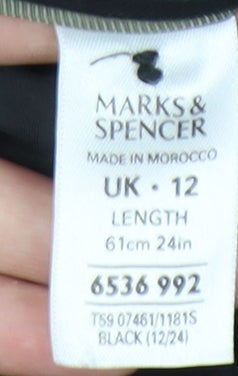 MARKS &
SPENCER
MADE IN MOROCCO
UK · 12
LENGTH
61cm 24in
6536 992
T59 07461/1181S
BLACK (12/24)